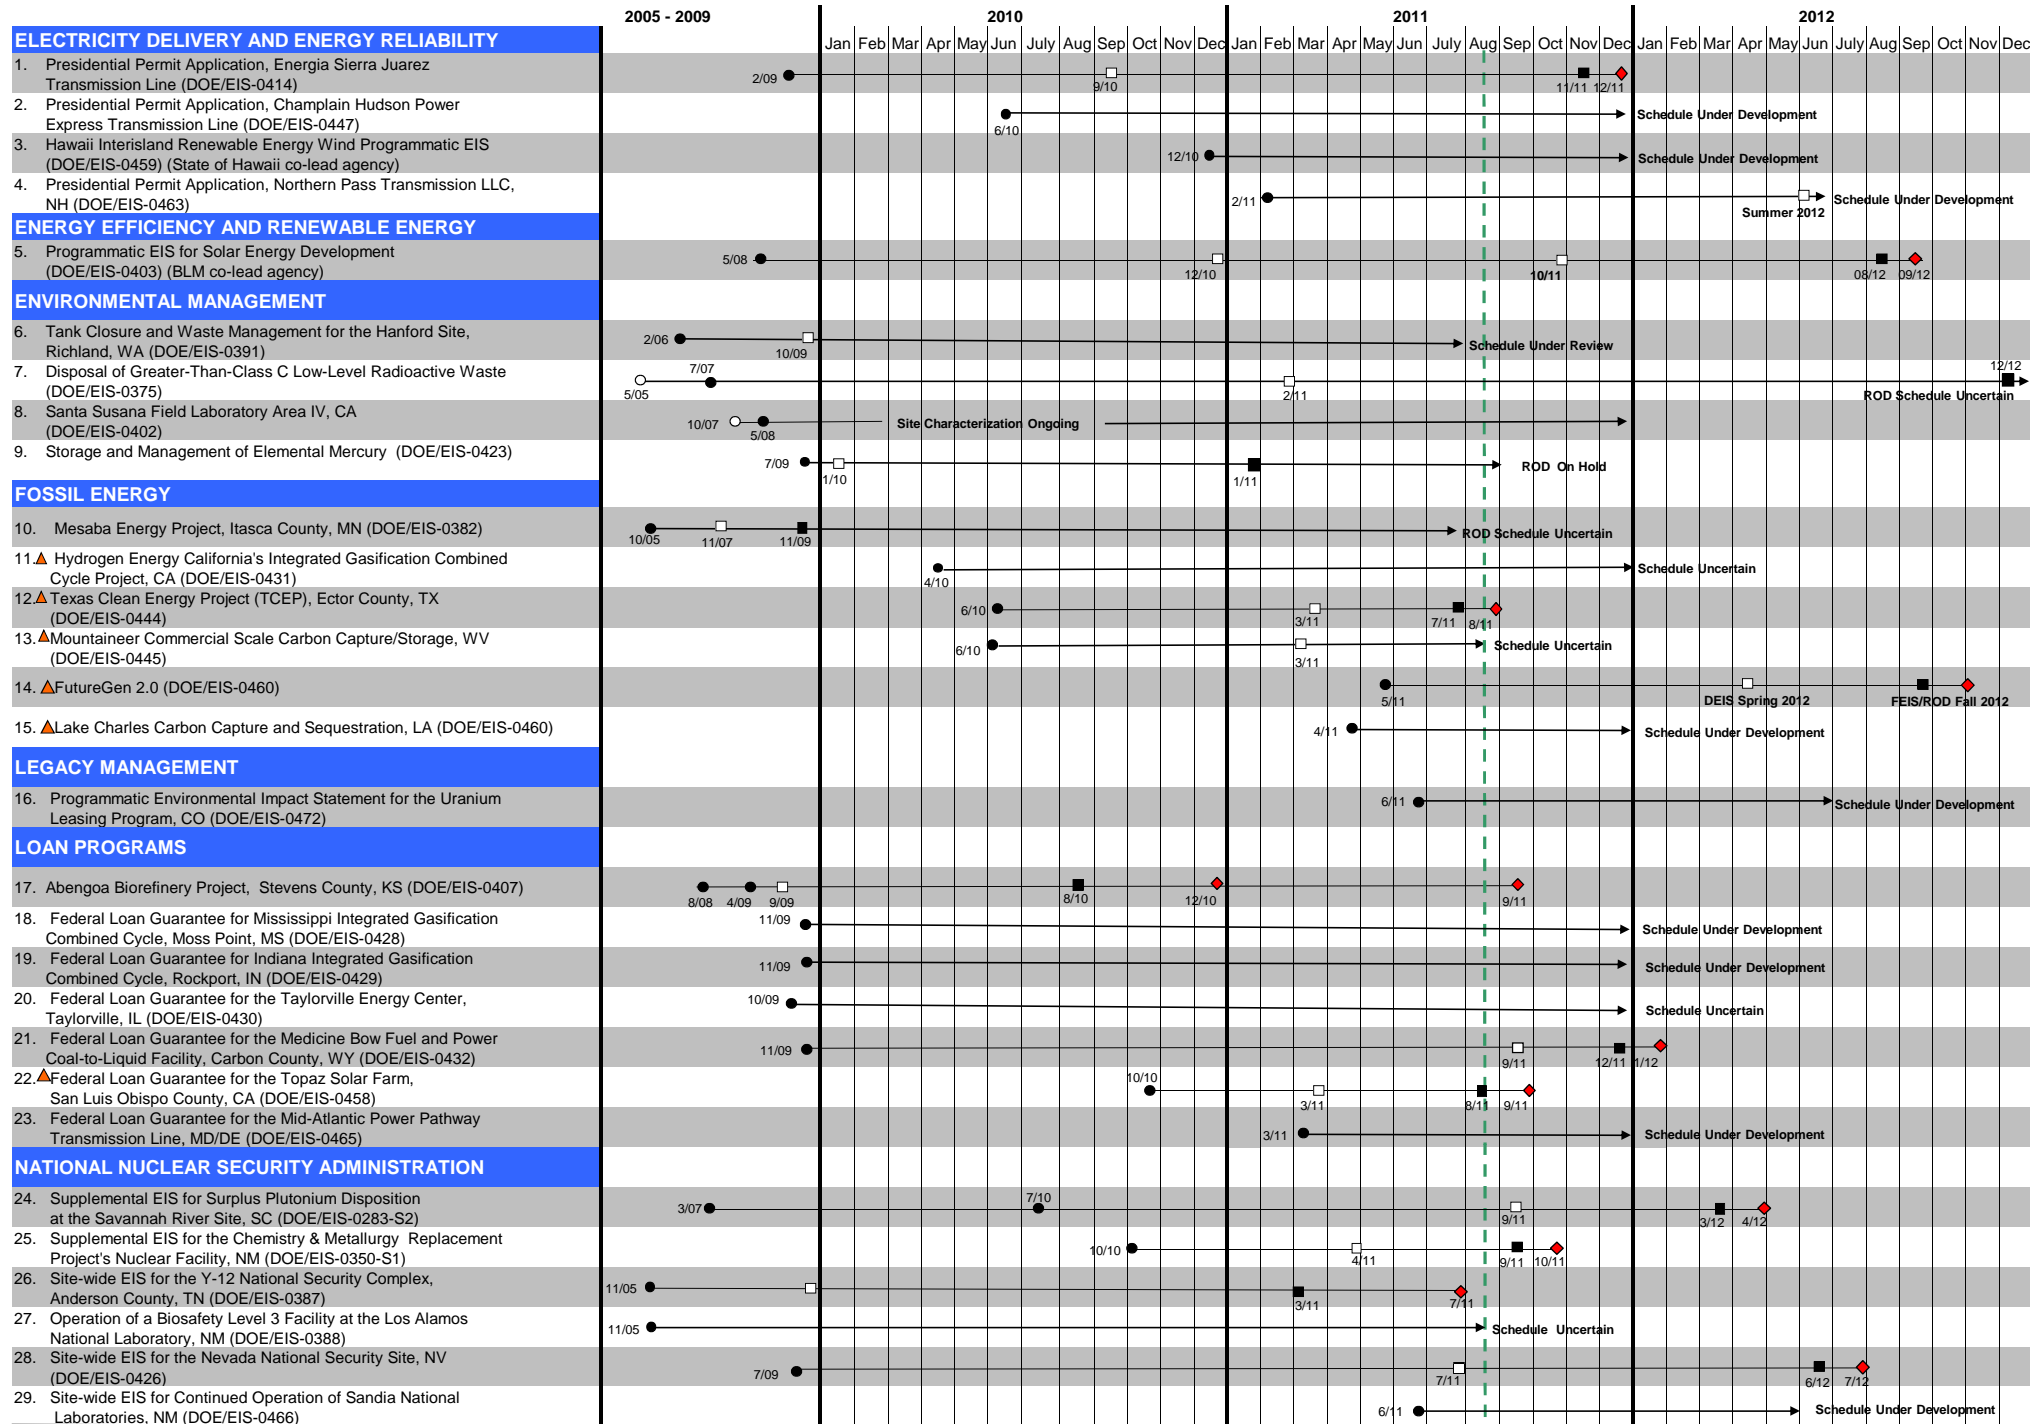 2005 - 2009 2010 2011 2012
ELECTRICITY DELIVERY AND ENERGY RELIABILITY
Jan Feb Mar Apr May Jun July Aug Sep Oct Nov Dec Jan Feb Mar Apr May Jun July Aug Sep Oct Nov Dec Jan Feb Mar Apr May Jun July Aug Sep Oct Nov Dec
1. Presidential Permit Application, Energia Sierra Juarez
Transmission Line (DOE/EIS-0414)
2/09 9/10 11/11 12/11
2. Presidential Permit Application, Champlain Hudson Power
Express Transmission Line (DOE/EIS-0447)
6/10 Schedule Under Development
3. Hawaii Interisland Renewable Energy Wind Programmatic EIS
(DOE/EIS-0459) (State of Hawaii co-lead agency)
12/10 Schedule Under Development
4. Presidential Permit Application, Northern Pass Transmission LLC,
NH (DOE/EIS-0463)
2/11 Summer 2012 Schedule Under Development
ENERGY EFFICIENCY AND RENEWABLE ENERGY
5. Programmatic EIS for Solar Energy Development
(DOE/EIS-0403) (BLM co-lead agency)
5/08 12/10 10/11 08/12 09/12
ENVIRONMENTAL MANAGEMENT
6. Tank Closure and Waste Management for the Hanford Site,
Richland, WA (DOE/EIS-0391)
2/06 10/09 Schedule Under Review
7. Disposal of Greater-Than-Class C Low-Level Radioactive Waste
(DOE/EIS-0375)
5/05 7/07 2/11 12/12
ROD Schedule Uncertain
8. Santa Susana Field Laboratory Area IV, CA
(DOE/EIS-0402)
10/07 5/08 Site Characterization Ongoing
9. Storage and Management of Elemental Mercury (DOE/EIS-0423)
7/09 1/10 1/11 ROD On Hold
FOSSIL ENERGY
10. Mesaba Energy Project, Itasca County, MN (DOE/EIS-0382)
10/05 11/07 11/09 ROD Schedule Uncertain
11. Hydrogen Energy California's Integrated Gasification Combined
Cycle Project, CA (DOE/EIS-0431)
4/10 Schedule Uncertain
12. Texas Clean Energy Project (TCEP), Ector County, TX
(DOE/EIS-0444)
6/10 3/11 7/11 8/11
13. Mountaineer Commercial Scale Carbon Capture/Storage, WV
(DOE/EIS-0445)
6/10 3/11 Schedule Uncertain
14. FutureGen 2.0 (DOE/EIS-0460)
5/11 DEIS Spring 2012 FEIS/ROD Fall 2012
15. Lake Charles Carbon Capture and Sequestration, LA (DOE/EIS-0460)
4/11 Schedule Under Development
LEGACY MANAGEMENT
16. Programmatic Environmental Impact Statement for the Uranium
Leasing Program, CO (DOE/EIS-0472)
6/11 Schedule Under Development
LOAN PROGRAMS
17. Abengoa Biorefinery Project, Stevens County, KS (DOE/EIS-0407)
8/08 4/09 9/09 8/10 12/10 9/11
18. Federal Loan Guarantee for Mississippi Integrated Gasification
Combined Cycle, Moss Point, MS (DOE/EIS-0428)
11/09 Schedule Under Development
19. Federal Loan Guarantee for Indiana Integrated Gasification
Combined Cycle, Rockport, IN (DOE/EIS-0429)
11/09 Schedule Under Development
20. Federal Loan Guarantee for the Taylorville Energy Center,
Taylorville, IL (DOE/EIS-0430)
10/09 Schedule Uncertain
21. Federal Loan Guarantee for the Medicine Bow Fuel and Power
Coal-to-Liquid Facility, Carbon County, WY (DOE/EIS-0432)
11/09 9/11 12/11 1/12
22. Federal Loan Guarantee for the Topaz Solar Farm,
San Luis Obispo County, CA (DOE/EIS-0458)
10/10 3/11 8/11 9/11
23. Federal Loan Guarantee for the Mid-Atlantic Power Pathway
Transmission Line, MD/DE (DOE/EIS-0465)
3/11 Schedule Under Development
NATIONAL NUCLEAR SECURITY ADMINISTRATION
24. Supplemental EIS for Surplus Plutonium Disposition
at the Savannah River Site, SC (DOE/EIS-0283-S2)
3/07 7/10 9/11 3/12 4/12
25. Supplemental EIS for the Chemistry & Metallurgy Replacement
Project's Nuclear Facility, NM (DOE/EIS-0350-S1)
10/10 4/11 9/11 10/11
26. Site-wide EIS for the Y-12 National Security Complex,
Anderson County, TN (DOE/EIS-0387)
11/05 3/11 7/11
27. Operation of a Biosafety Level 3 Facility at the Los Alamos
National Laboratory, NM (DOE/EIS-0388)
11/05 Schedule Uncertain
28. Site-wide EIS for the Nevada National Security Site, NV
(DOE/EIS-0426)
7/09 7/11 6/12 7/12
29. Site-wide EIS for Continued Operation of Sandia National
Laboratories, NM (DOE/EIS-0466)
6/11 Schedule Under Development